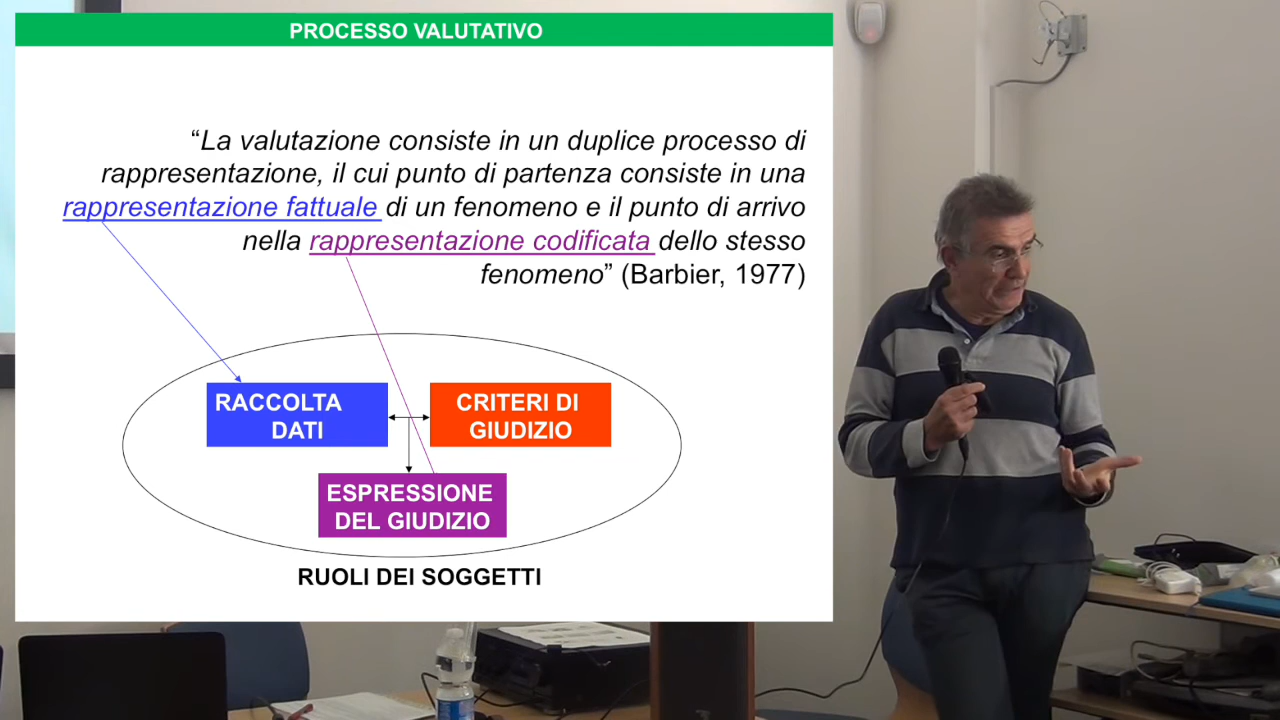 PROCESSO VALUTATIVO
“La valutazione consiste in un duplice processo di
rappresentazione, il cui punto di partenza consiste in una
rappresentazione fattuale di un fenomeno e il punto di arrivo
nella rappresentazione codificata dello stesso
fenomeno” (Barbier, 1977)
RACCOLTA
DATI
CRITERI DI
GIUDIZIO
ESPRESSIONE
DEL GIUDIZIO
RUOLI DEI SOGGETTI